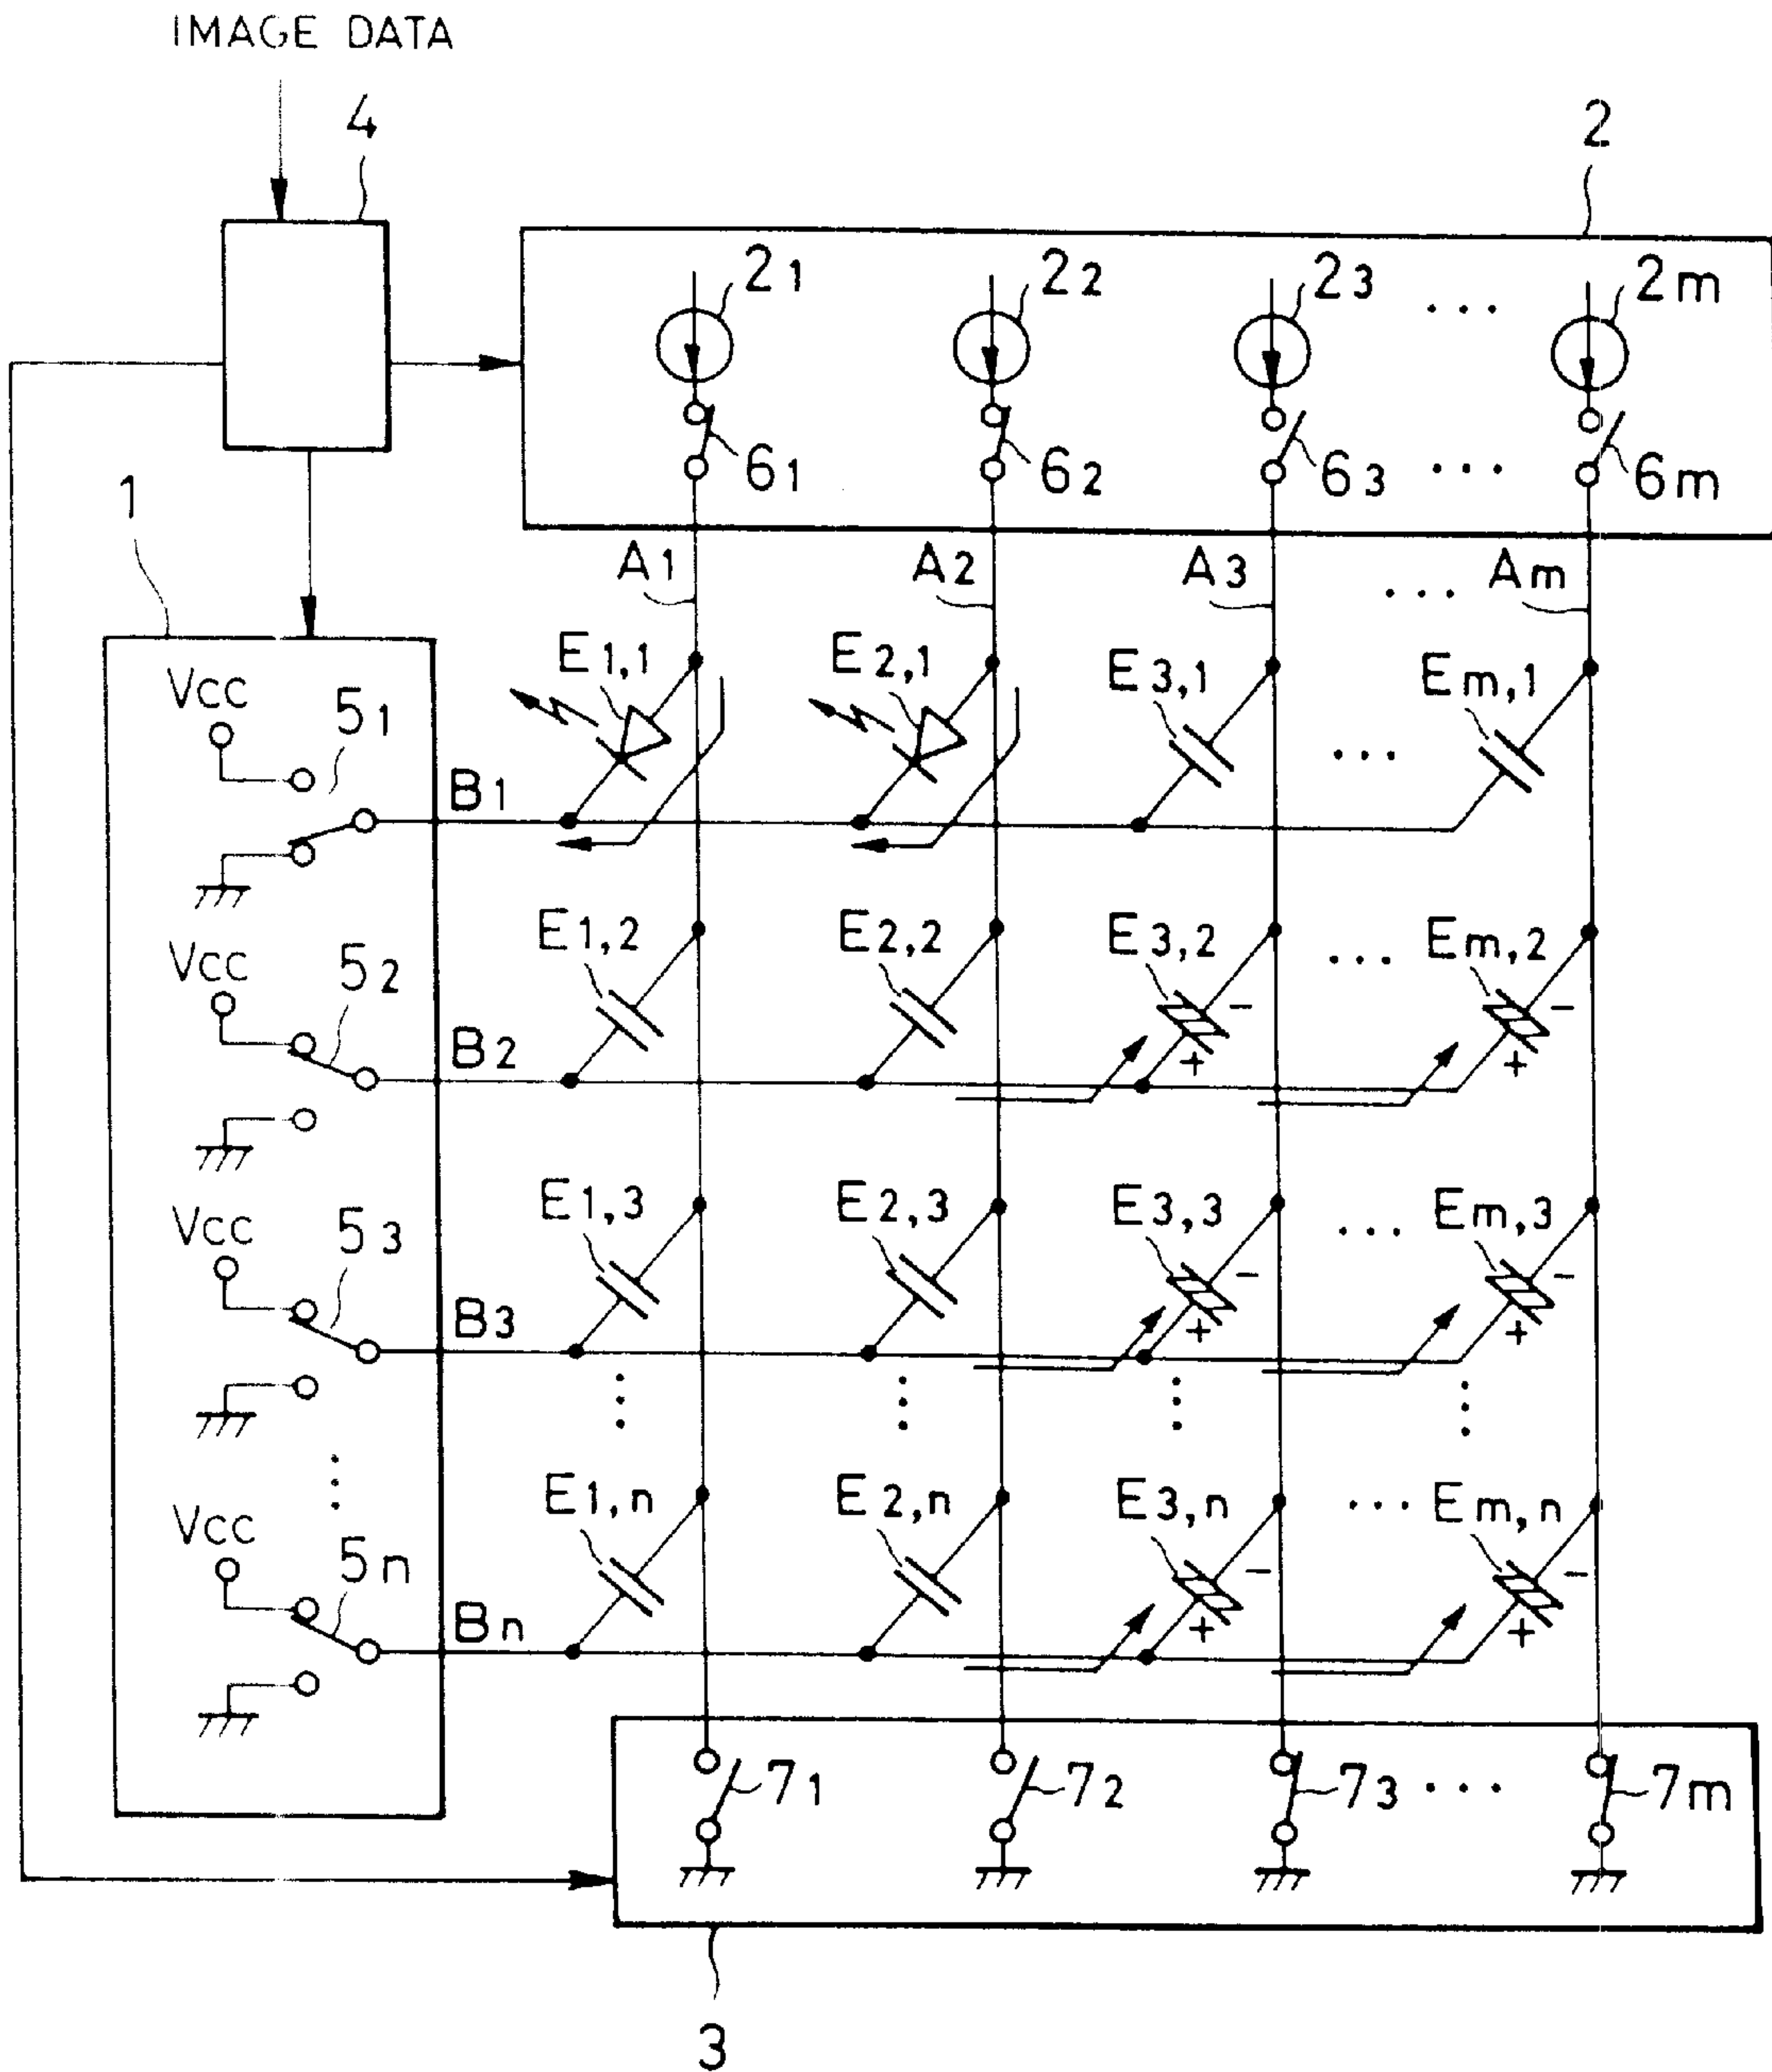 IMAGE DATA
4
2
21 22 23 ... 2m
61 62 63 ... 6m
1
A1 A2 A3 ... Am
E1,1 E2,1 E3,1 ... Em,1
VCC 51
B1
E1,2 E2,2 E3,2 ... Em,2
VCC 52
- -
B2
+ +
E1,3 E2,3 E3,3 ... Em,3
VCC 53
- -
B3
+ +
E1,n E2,n E3,n ... Em,n
VCC 5n
- -
Bn
+ +
71 72 73 ... 7m
3